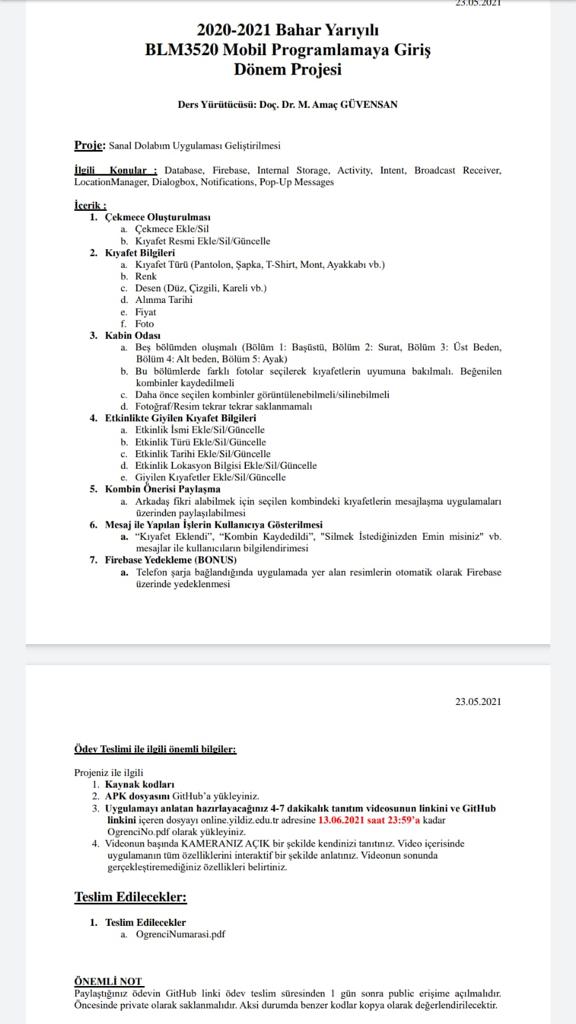 23.05.2021
2020-2021 Bahar Yarıyılı
BLM3520 Mobil Programlamaya Giriş
Dönem Projesi
Ders Yürütücüsü: Doç. Dr. M. Amaç GÜVENSAN
Proje: Sanal Dolabım Uygulaması Geliştirilmesi
İlgili Konular : Database, Firebase, Internal Storage, Activity, Intent, Broadcast Receiver,
LocationManager, Dialogbox, Notifications, Pop-Up Messages
İçerik :
1. Çekmece Oluşturulması
a. Çekmece Ekle/Sil
b. Kıyafet Resmi Ekle/Sil/Güncelle
2. Kıyafet Bilgileri
a. Kıyafet Türü (Pantolon, Şapka, T-Shirt, Mont, Ayakkabı vb.)
b. Renk
c. Desen (Düz, Çizgili, Kareli vb.)
d. Alınma Tarihi
e. Fiyat
f. Foto
3. Kabin Odası
a. Beş bölümden oluşmalı (Bölüm 1: Başüstü, Bölüm 2: Surat, Bölüm 3: Üst Beden,
Bölüm 4: Alt beden, Bölüm 5: Ayak)
b. Bu bölümlerde farklı fotolar seçilerek kıyafetlerin uyumuna bakılmalı. Beğenilen
kombinler kaydedilmeli
c. Daha önce seçilen kombinler görüntülenebilmeli/silinebilmeli
d. Fotoğraf/Resim tekrar tekrar saklanmamalı
4. Etkinlikte Giyilen Kıyafet Bilgileri
a. Etkinlik İsmi Ekle/Sil/Güncelle
b. Etkinlik Türü Ekle/Sil/Güncelle
c. Etkinlik Tarihi Ekle/Sil/Güncelle
d. Etkinlik Lokasyon Bilgisi Ekle/Sil/Güncelle
e. Giyilen Kıyafetler Ekle/Sil/Güncelle
5. Kombin Önerisi Paylaşma
a. Arkadaş fikri alabilmek için seçilen kombindeki kıyafetlerin mesajlaşma uygulamaları
üzerinden paylaşılabilmesi
6. Mesaj ile Yapılan İşlerin Kullanıcıya Gösterilmesi
a. “Kıyafet Eklendi”, “Kombin Kaydedildi”, "Silmek İstediğinizden Emin misiniz" vb.
mesajlar ile kullanıcıların bilgilendirimesi
7. Firebase Yedekleme (BONUS)
a. Telefon şarja bağlandığında uygulamada yer alan resimlerin otomatik olarak Firebase
üzerinde yedeklenmesi
23.05.2021
Ödev Teslimi ile ilgili önemli bilgiler:
Projeniz ile ilgili
1. Kaynak kodları
2. APK dosyasını GitHub’a yükleyiniz.
3. Uygulamayı anlatan hazırlayacağınız 4-7 dakikalık tanıtım videosunun linkini ve GitHub
linkini içeren dosyayı online.yildiz.edu.tr adresine 13.06.2021 saat 23:59’a kadar
OgrenciNo.pdf olarak yükleyiniz.
4. Videonun başında KAMERANIZ AÇIK bir şekilde kendinizi tanıtınız. Video içerisinde
uygulamanın tüm özelliklerini interaktif bir şekilde anlatınız. Videonun sonunda
gerçekleştiremediğiniz özellikleri belirtiniz.
Teslim Edilecekler:
1. Teslim Edilecekler
a. OgrenciNumarasi.pdf
ÖNEMLİ NOT
Paylaştığınız ödevin GitHub linki ödev teslim süresinden 1 gün sonra public erişime açılmalıdır.
Öncesinde private olarak saklanmalıdır. Aksi durumda benzer kodlar kopya olarak değerlendirilecektir.